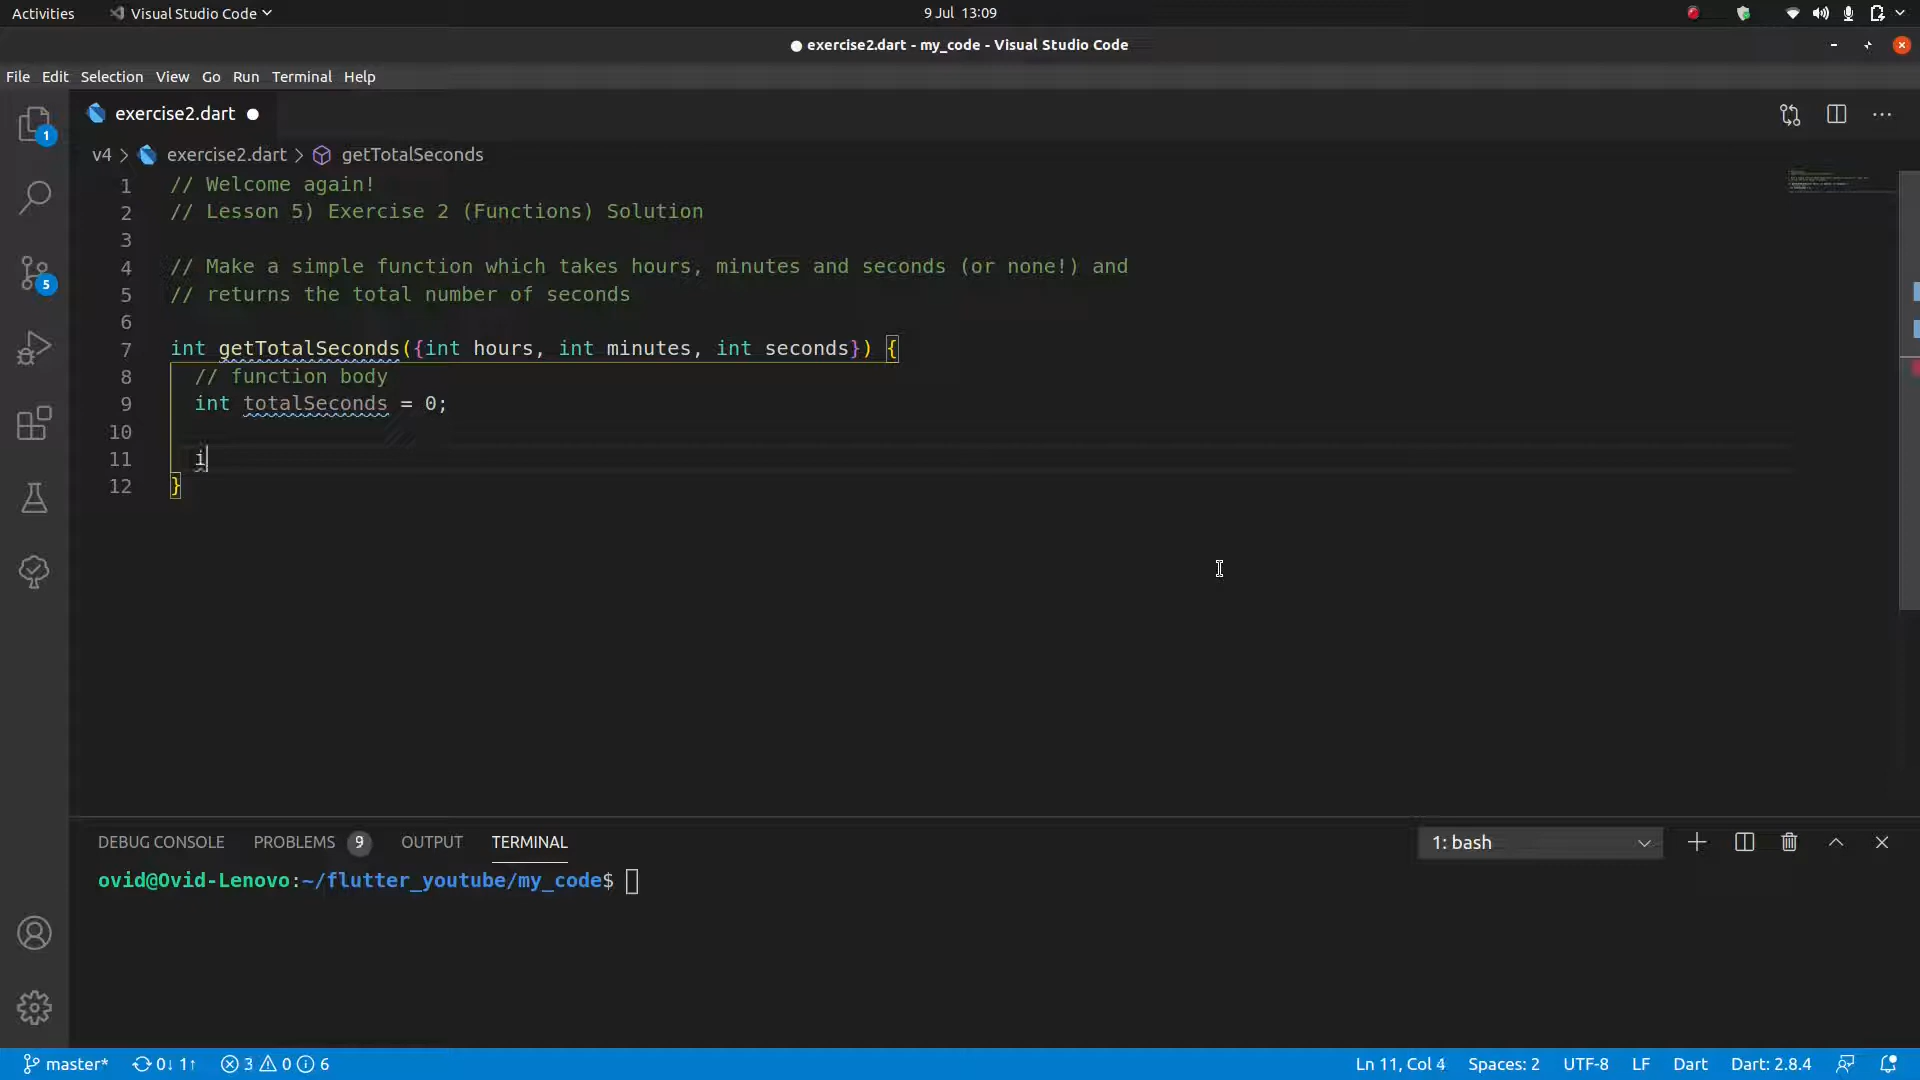 Activities Visual Studio Code 9 Jul 13:09
exercise2.dart - my_code - Visual Studio Code
File Edit Selection View Go Run Terminal Help
exercise2.dart
v4 > exercise2.dart > getTotalSeconds
1 // Welcome again!
2 // Lesson 5) Exercise 2 (Functions) Solution
3
4 // Make a simple function which takes hours, minutes and seconds (or none!) and
5 // returns the total number of seconds
6
7 int getTotalSeconds({int hours, int minutes, int seconds}) {
8 // function body
9 int totalSeconds = 0;
10
11 i
12 }
1
5
DEBUG CONSOLE PROBLEMS 9 OUTPUT TERMINAL 1: bash
ovid@Ovid-Lenovo:~/flutter_youtube/my_code$
master* 0↓ 1↑ 3 0 6 Ln 11, Col 4 Spaces: 2 UTF-8 LF Dart Dart: 2.8.4